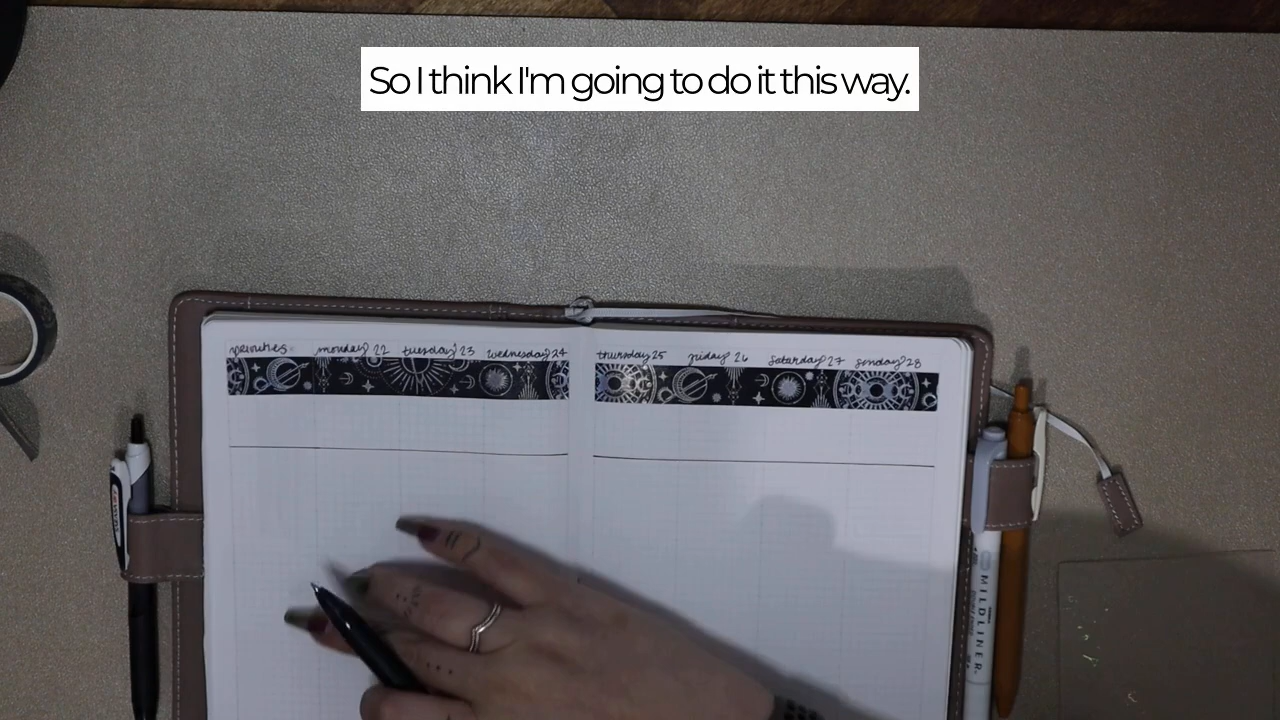 So I think I'm going to do it this way.
priorities monday 22 tuesday 23 wednesday 24 thursday 25 friday 26 saturday 27 sunday 28
MILDLINER